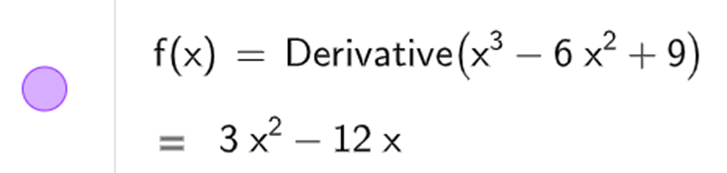 f(x) = Derivative(x³ − 6 x² + 9)
= 3 x² − 12 x